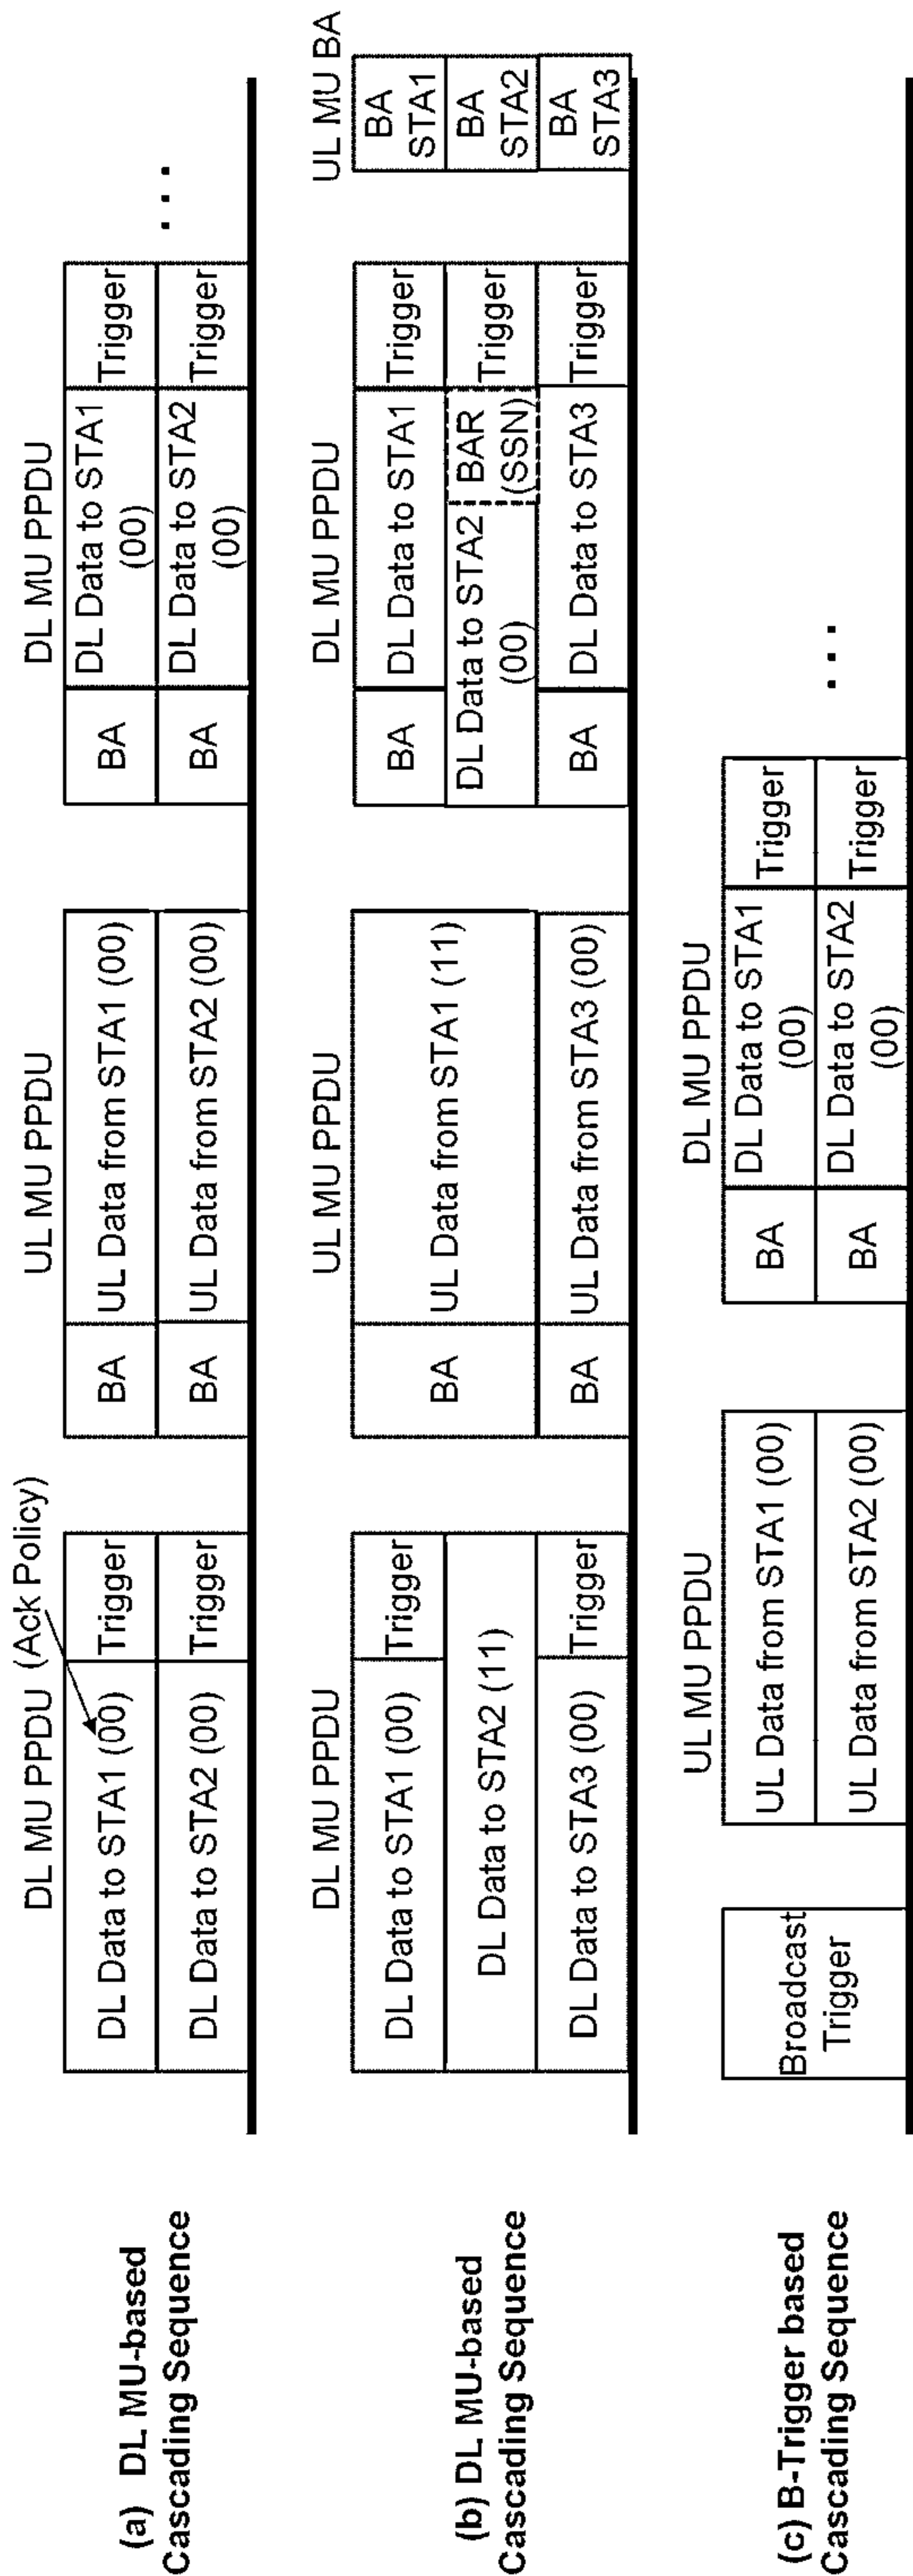 (a) DL MU-based
Cascading Sequence
DL MU PPDU (Ack Policy)
DL Data to STA1 (00)
Trigger
DL Data to STA2 (00)
Trigger
UL MU PPDU
BA
UL Data from STA1 (00)
BA
UL Data from STA2 (00)
DL MU PPDU
BA
DL Data to STA1
(00)
Trigger
BA
DL Data to STA2
(00)
Trigger
...
(b) DL MU-based
Cascading Sequence
DL MU PPDU
DL Data to STA1 (00)
Trigger
DL Data to STA2 (11)
DL Data to STA3 (00)
Trigger
UL MU PPDU
BA
UL Data from STA1 (11)
BA
UL Data from STA3 (00)
DL MU PPDU
BA
DL Data to STA1
Trigger
DL Data to STA2
(00)
BAR
(SSN)
Trigger
BA
DL Data to STA3
Trigger
UL MU BA
BA
STA1
BA
STA2
BA
STA3
(c) B-Trigger based
Cascading Sequence
Broadcast
Trigger
UL MU PPDU
UL Data from STA1 (00)
UL Data from STA2 (00)
DL MU PPDU
BA
DL Data to STA1
(00)
Trigger
BA
DL Data to STA2
(00)
Trigger
...